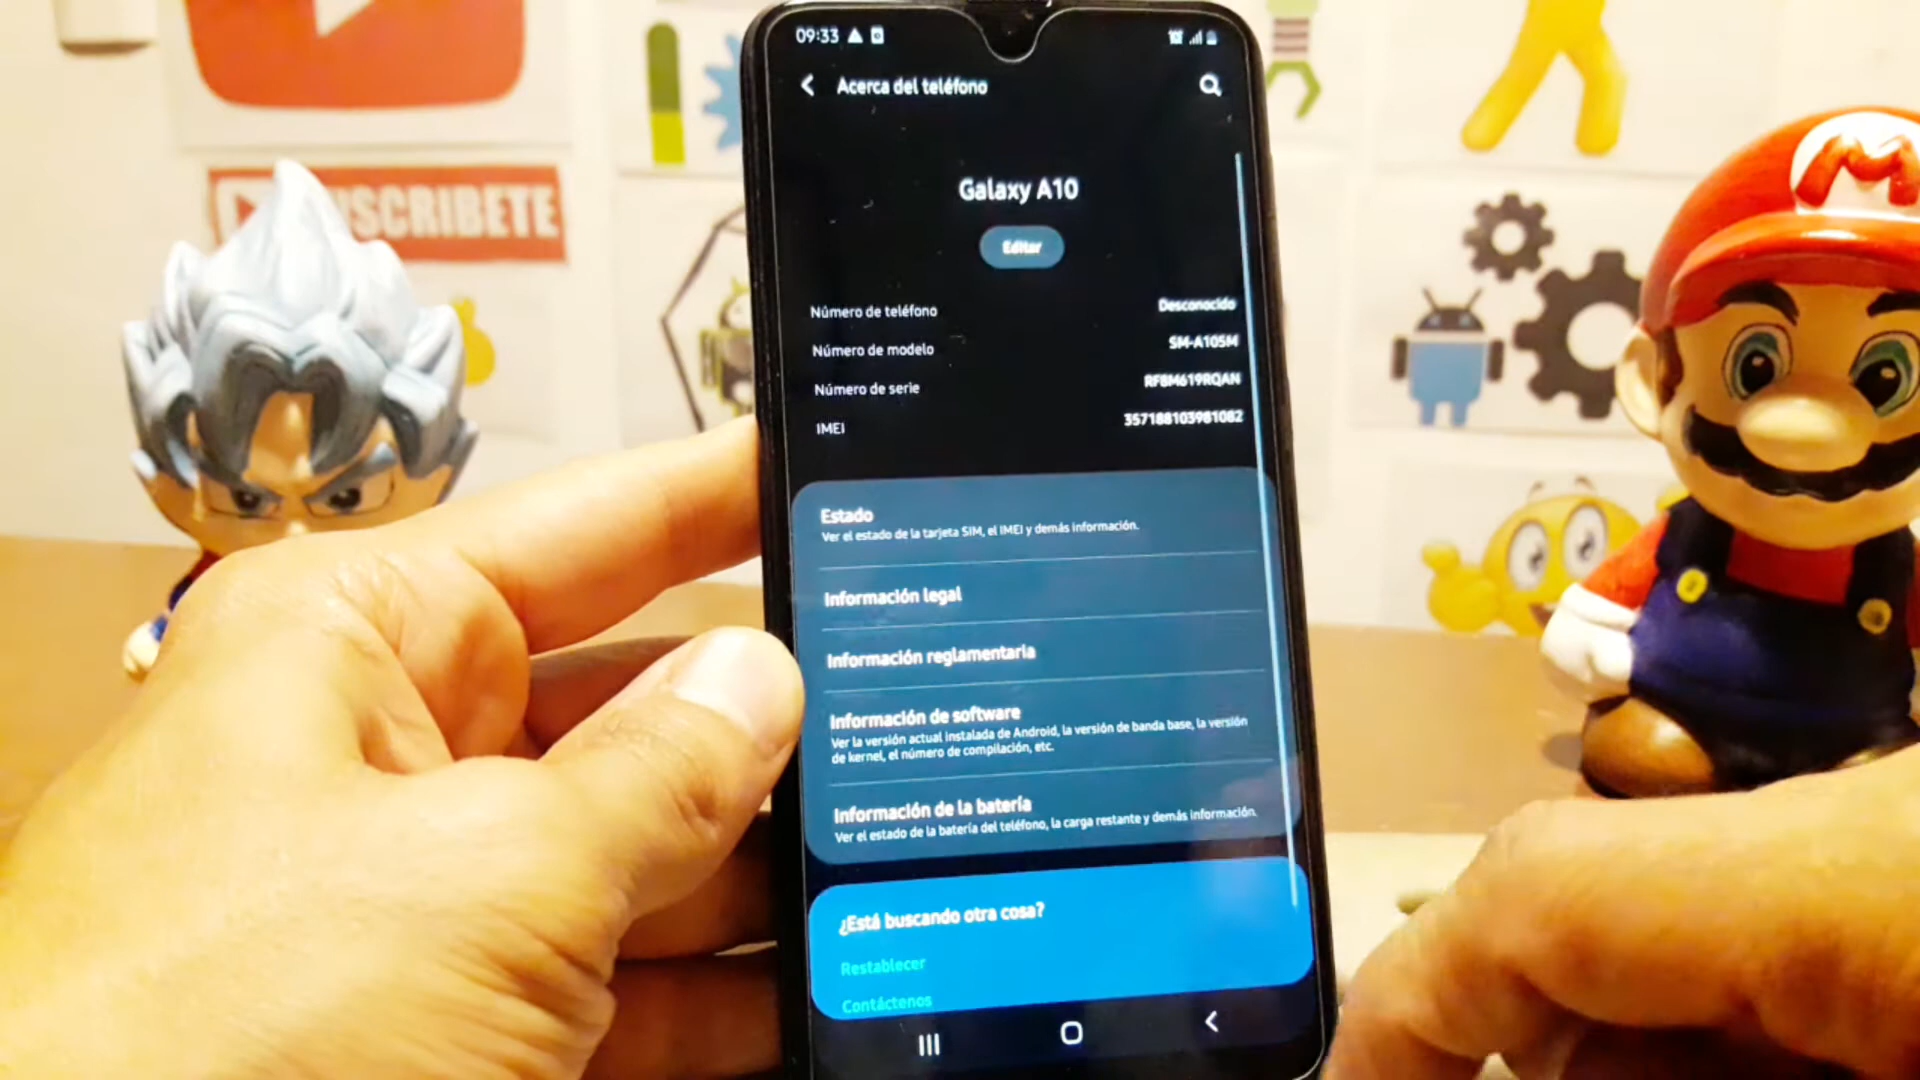 09:33
Acerca del teléfono
Galaxy A10
Editar
Número de teléfono Desconocido
Número de modelo SM-A105M
Número de serie RF8M619RQAN
IMEI 357188103981082
Estado
Ver el estado de la tarjeta SIM, el IMEI y demás información.
Información legal
Información reglamentaria
Información de software
Ver la versión actual instalada de Android, la versión de banda base, la versión
de kernel, el número de compilación, etc.
Información de la batería
Ver el estado de la batería del teléfono, la carga restante y demás información.
¿Está buscando otra cosa?
Restablecer
Contáctenos
USCRIBETE
M